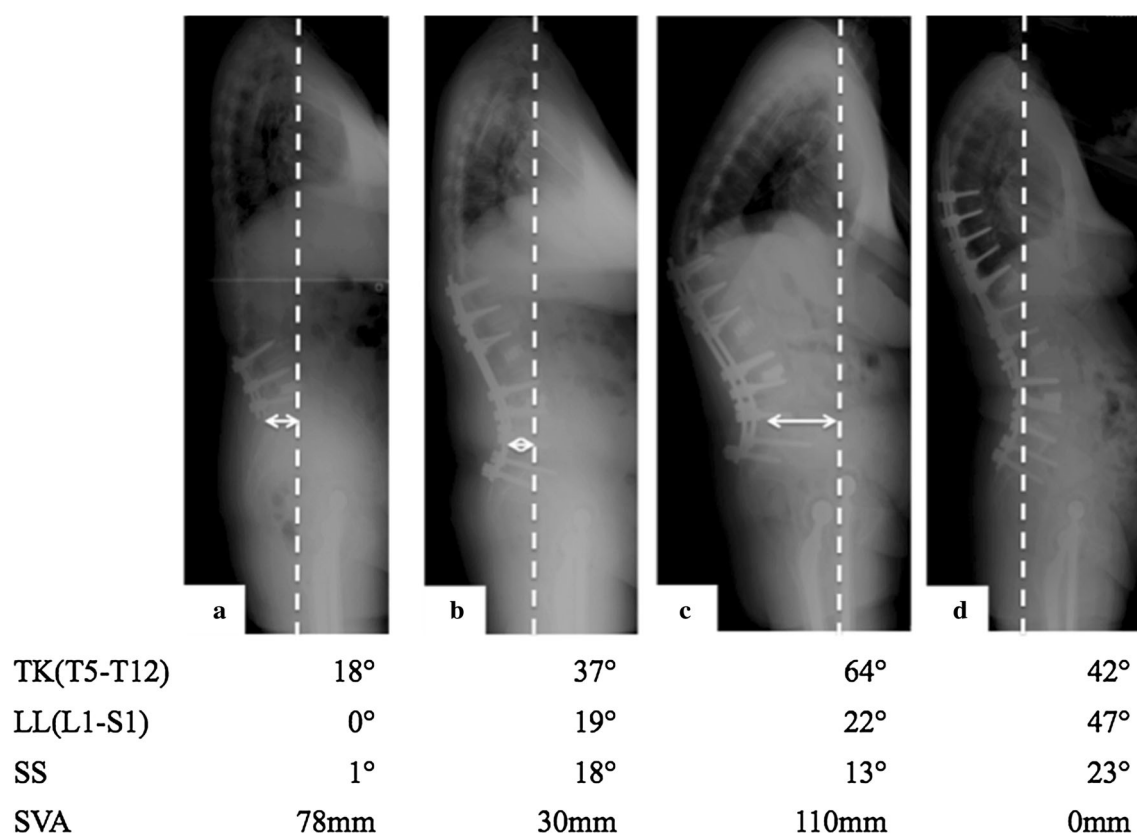 a b c d
TK(T5-T12) 18° 37° 64° 42°
LL(L1-S1) 0° 19° 22° 47°
SS 1° 18° 13° 23°
SVA 78mm 30mm 110mm 0mm